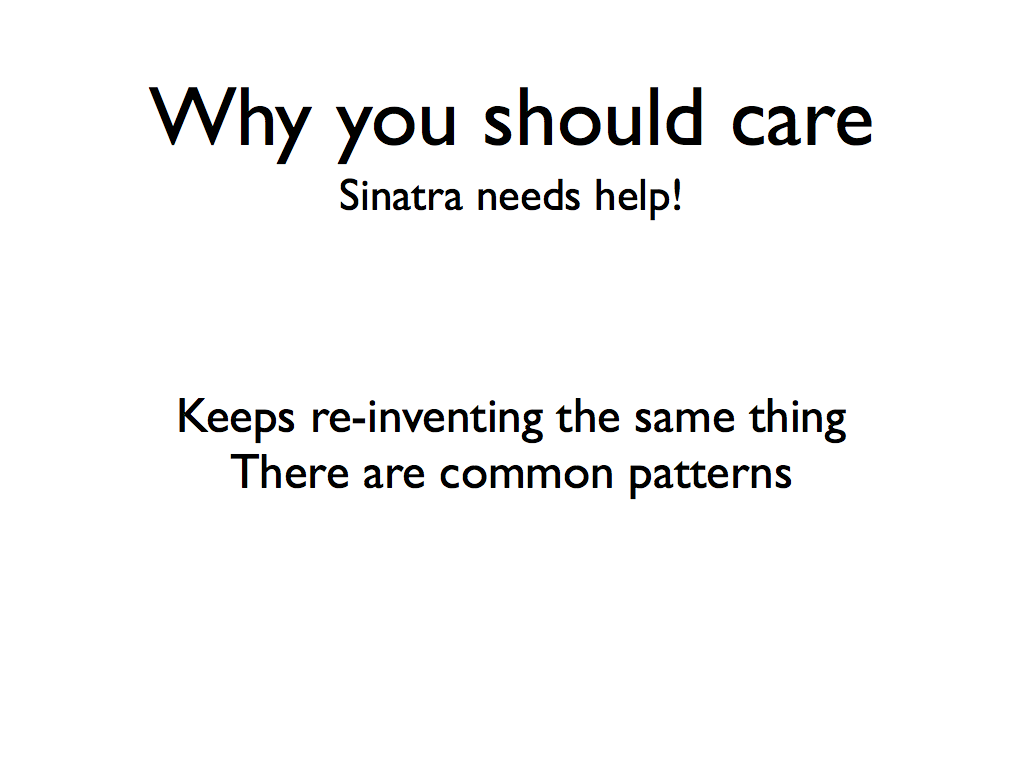 Why you should care
Sinatra needs help!
Keeps re-inventing the same thing
There are common patterns